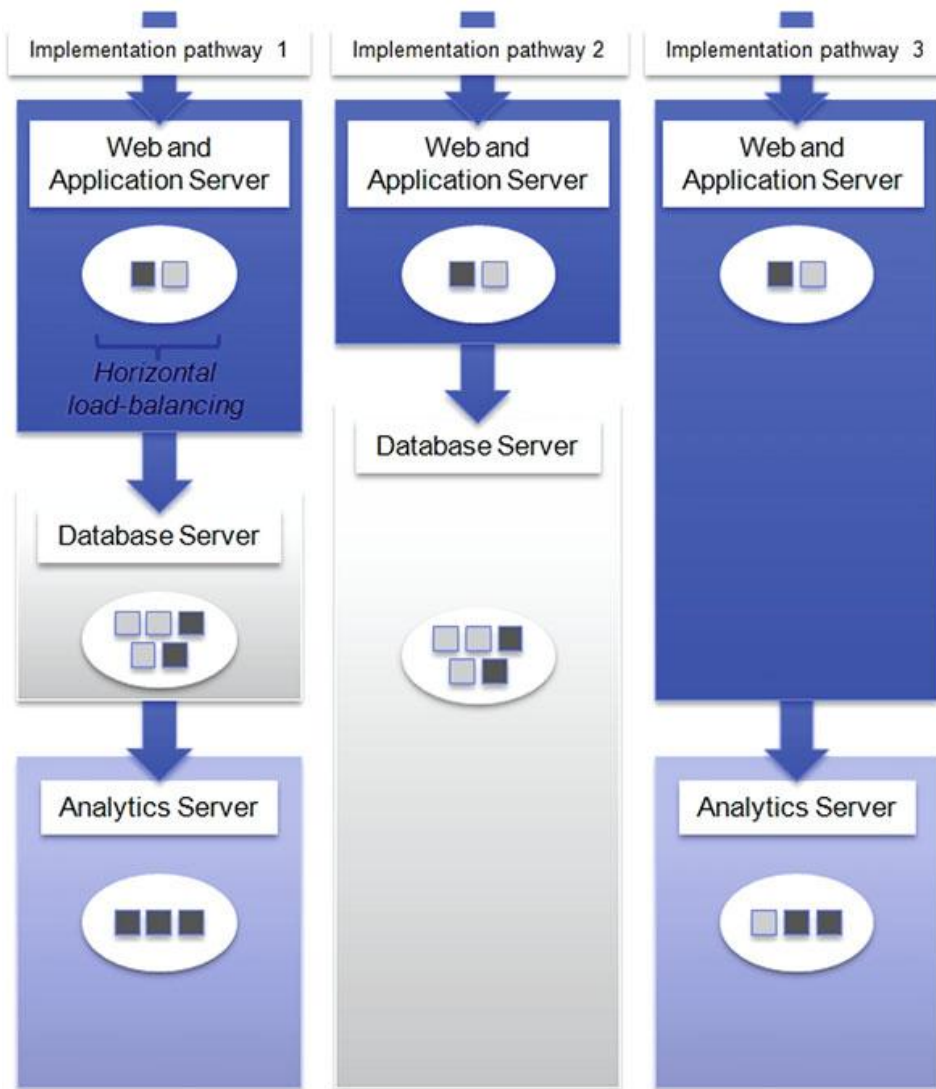 Implementation pathway 1
Web and
Application Server
Horizontal
load-balancing
Database Server
Analytics Server
Implementation pathway 2
Web and
Application Server
Database Server
Implementation pathway 3
Web and
Application Server
Analytics Server